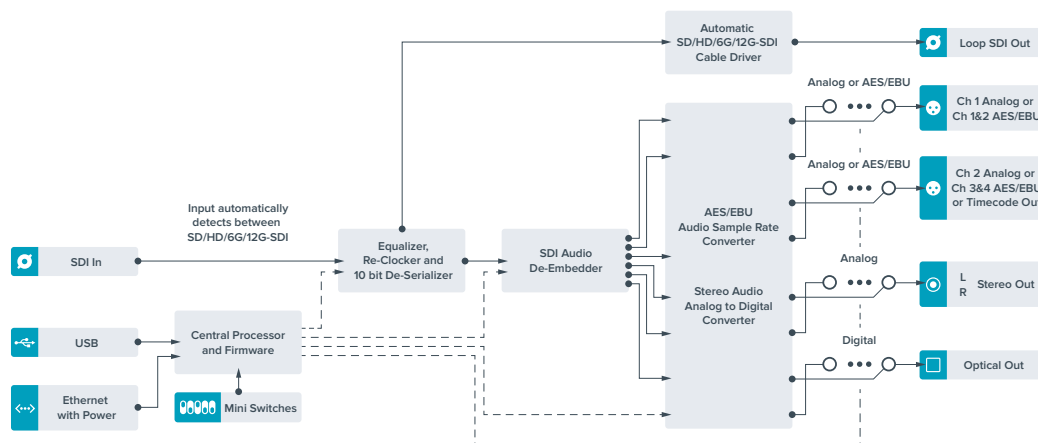 Automatic
SD/HD/6G/12G-SDI
Cable Driver
Loop SDI Out
Analog or AES/EBU
Ch 1 Analog or
Ch 1&2 AES/EBU
Analog or AES/EBU
Ch 2 Analog or
Ch 3&4 AES/EBU
or Timecode Out
Input automatically
detects between
SD/HD/6G/12G-SDI
SDI In
Equalizer,
Re-Clocker and
10 bit De-Serializer
SDI Audio
De-Embedder
AES/EBU
Audio Sample Rate
Converter
Stereo Audio
Analog to Digital
Converter
Analog
L
R
Stereo Out
USB
Central Processor
and Firmware
Digital
Optical Out
Ethernet
with Power
Mini Switches